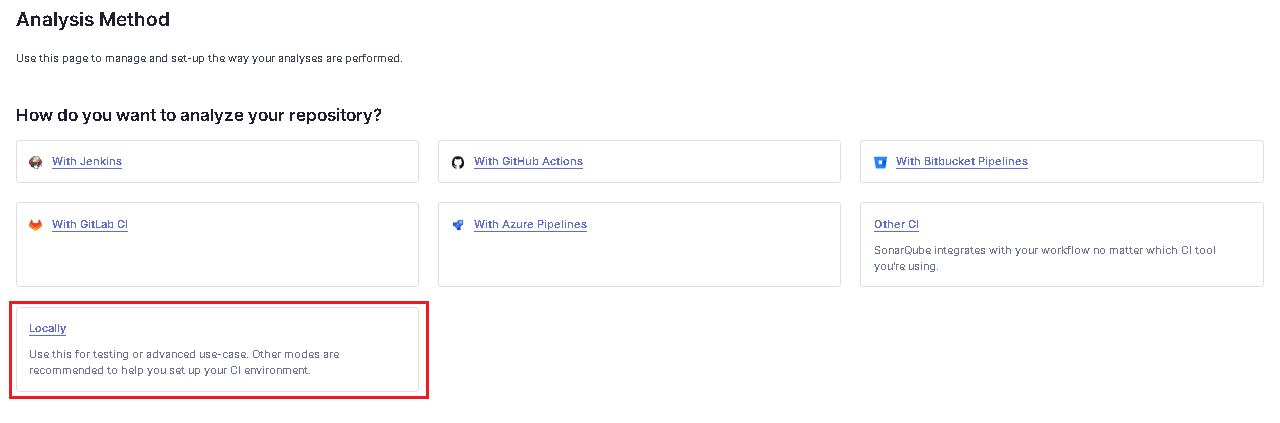 Analysis Method
Use this page to manage and set-up the way your analyses are performed.
How do you want to analyze your repository?
With Jenkins
With GitHub Actions
With Bitbucket Pipelines
With GitLab CI
With Azure Pipelines
Other CI
SonarQube integrates with your workflow no matter which CI tool
you're using.
Locally
Use this for testing or advanced use-case. Other modes are
recommended to help you set up your CI environment.